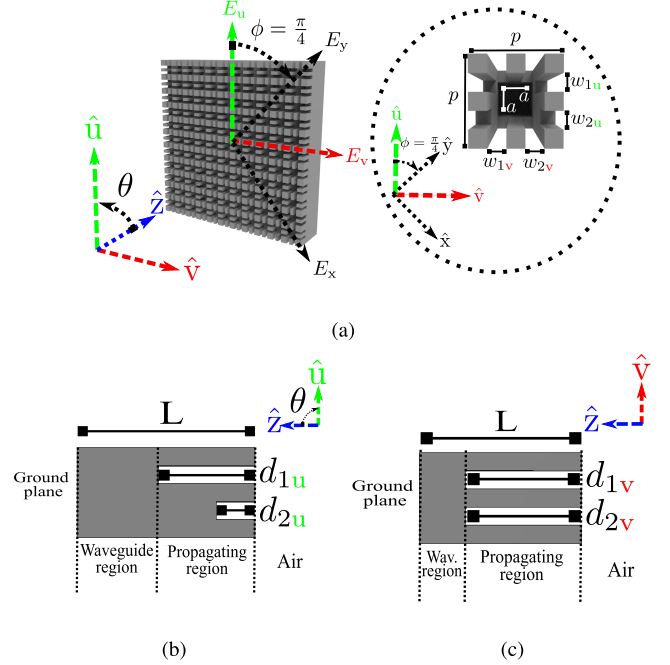 E_u
ϕ = π/4
E_y
E_v
E_x
û
θ
ẑ
v̂
p
p
w_1u
w_2u
a
a
w_1v
w_2v
û
ϕ = π/4
ŷ
v̂
x̂
(a)
û
θ
ẑ
L
Ground
plane
d_1u
d_2u
Waveguide
region
Propagating
region
Air
(b)
v̂
ẑ
L
Ground
plane
d_1v
d_2v
Wav.
region
Propagating
region
Air
(c)